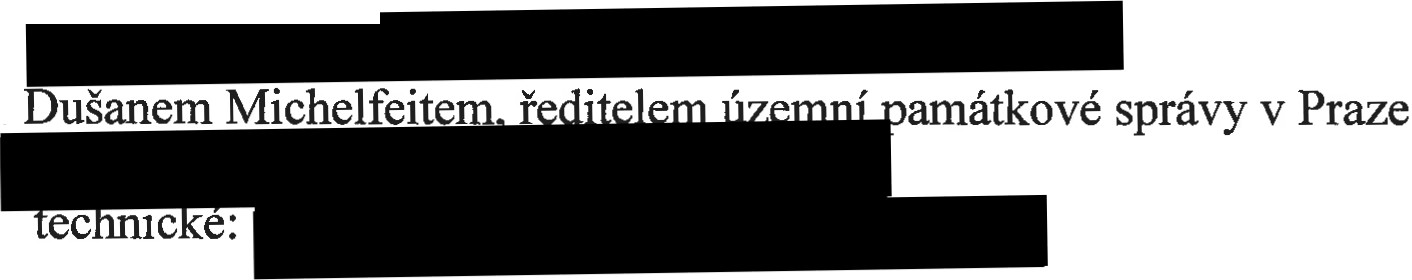 Dušanem Michelfeitem, ředitelem územní památkové správy v Praze
technické: